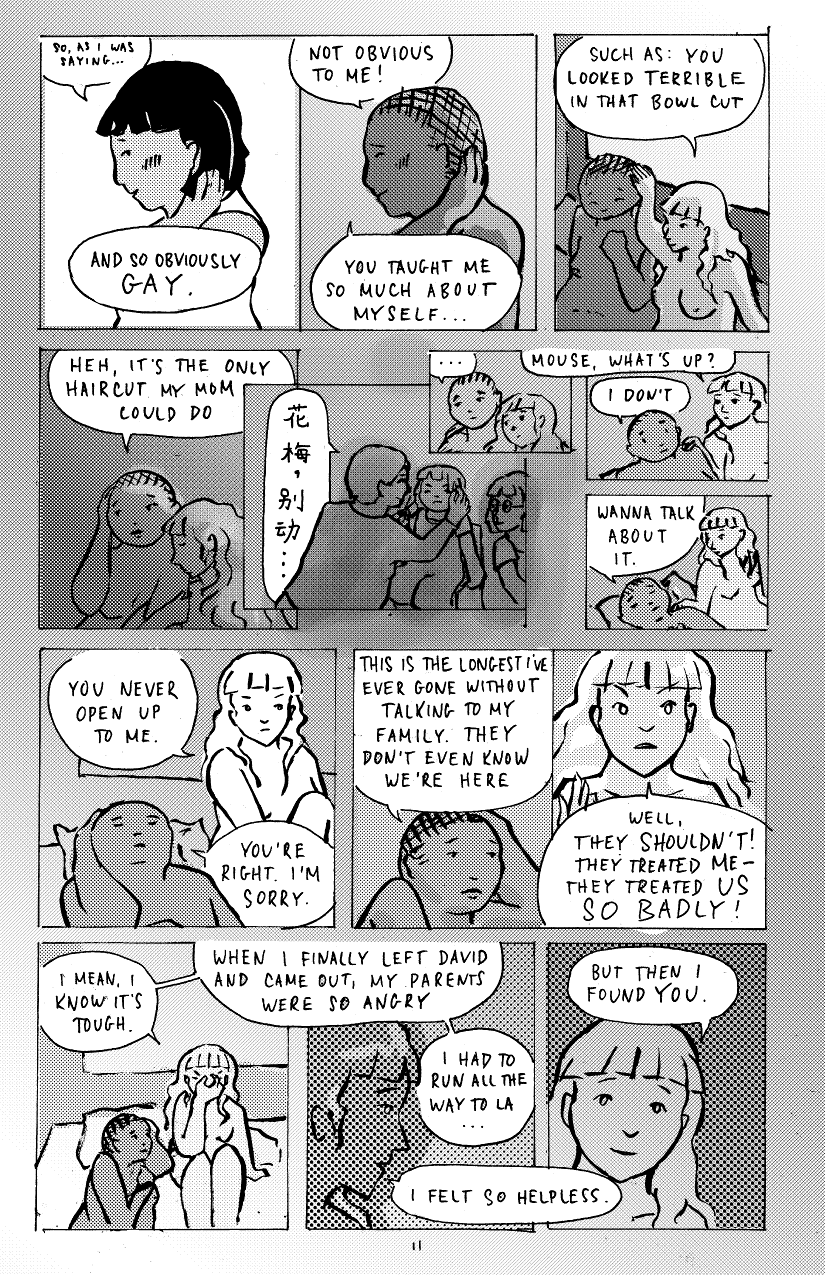 SO, AS I WAS
SAYING...
AND SO OBVIOUSLY
GAY.
NOT OBVIOUS
TO ME!
YOU TAUGHT ME
SO MUCH ABOUT
MYSELF...
SUCH AS: YOU
LOOKED TERRIBLE
IN THAT BOWL CUT
HEH, IT'S THE ONLY
HAIRCUT MY MOM
COULD DO
花
梅，
别
动
...
...
MOUSE, WHAT'S UP?
I DON'T
WANNA TALK
ABOUT
IT.
YOU NEVER
OPEN UP
TO ME.
YOU'RE
RIGHT. I'M
SORRY.
THIS IS THE LONGEST I'VE
EVER GONE WITHOUT
TALKING TO MY
FAMILY. THEY
DON'T EVEN KNOW
WE'RE HERE
WELL,
THEY SHOULDN'T!
THEY TREATED ME—
THEY TREATED US
SO BADLY!
I MEAN, I
KNOW IT'S
TOUGH.
WHEN I FINALLY LEFT DAVID
AND CAME OUT, MY PARENTS
WERE SO ANGRY
I HAD TO
RUN ALL THE
WAY TO LA
...
I FELT SO HELPLESS.
BUT THEN I
FOUND YOU.
11